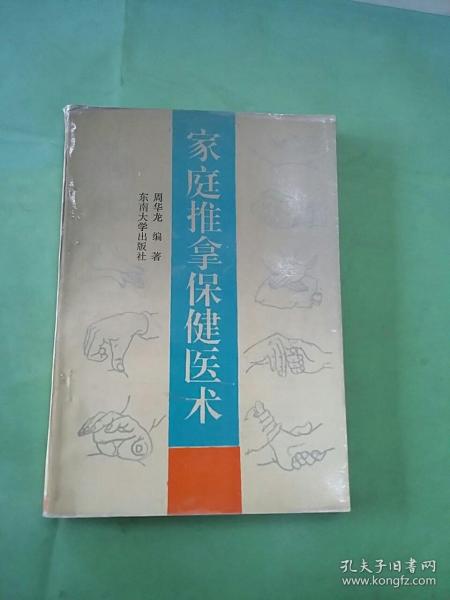 家庭推拿保健医术
周华龙 编著
东南大学出版社
孔夫子旧书网
www.kongfz.com